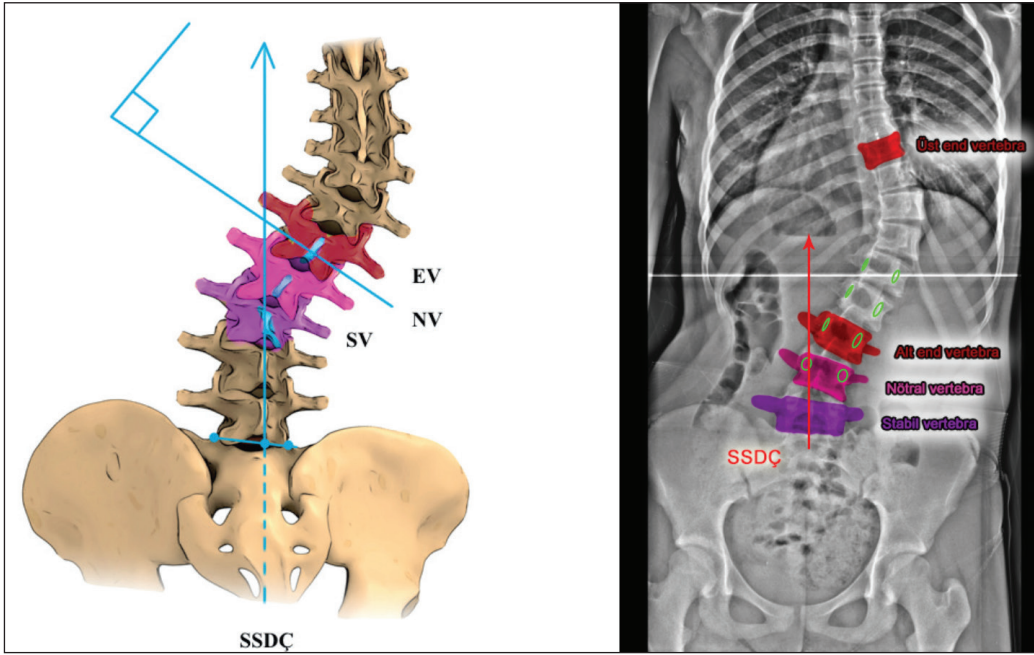 EV
NV
SV
SSDÇ
Üst end vertebra
Alt end vertebra
Nötral vertebra
Stabil vertebra
SSDÇ